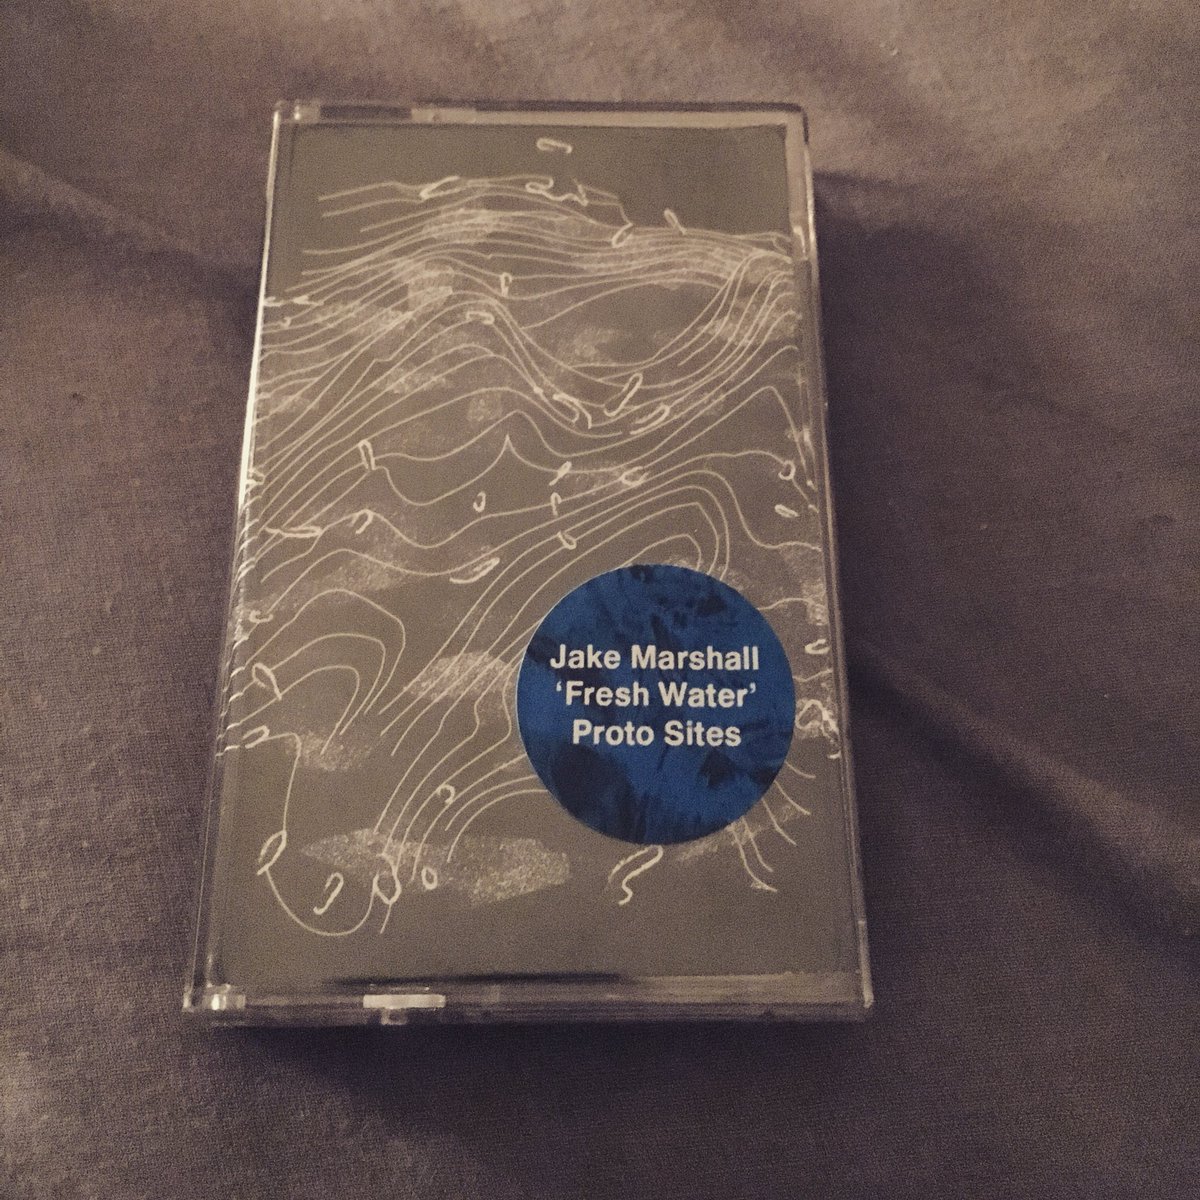 Jake Marshall
‘Fresh Water’
Proto Sites